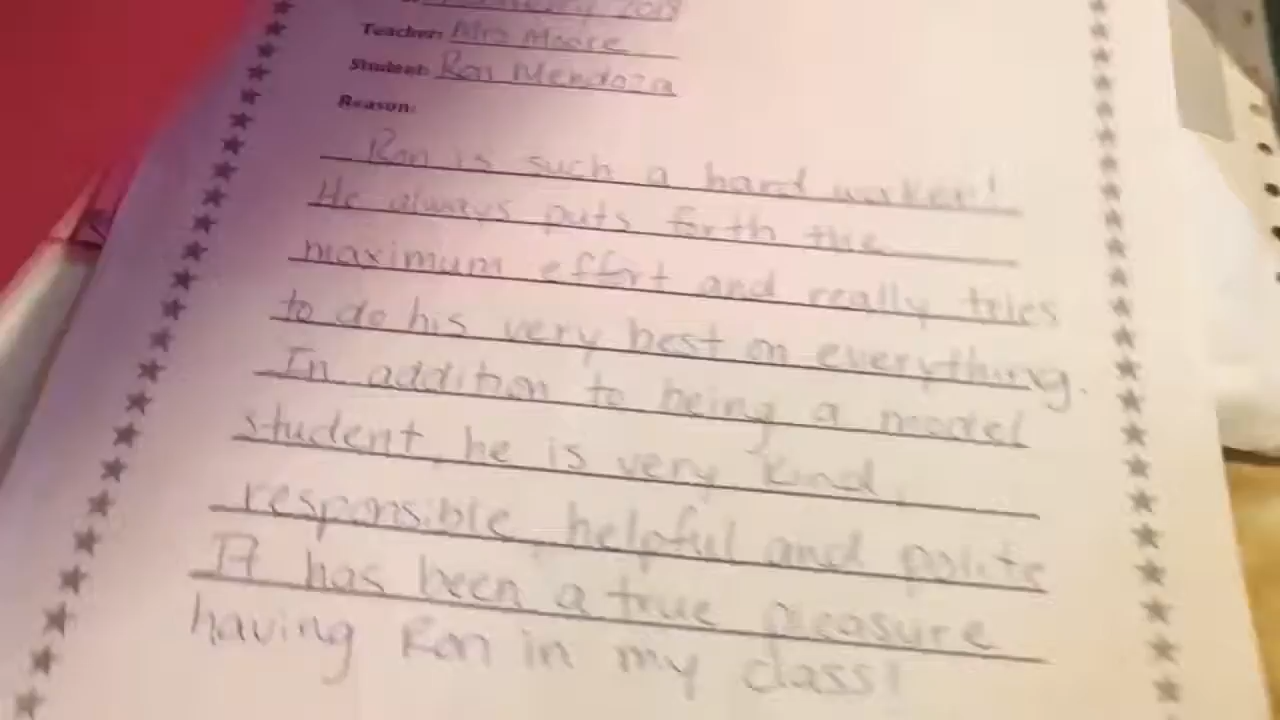 2019
Teacher: Mrs Moore
Student: Ron Mendoza
Reason:
Ron is such a hard worker!
He always puts forth the
maximum effort and really tries
to do his very best on everything.
In addition to being a model
student, he is very kind,
responsible, helpful and polite
It has been a true pleasure
having Ron in my class!